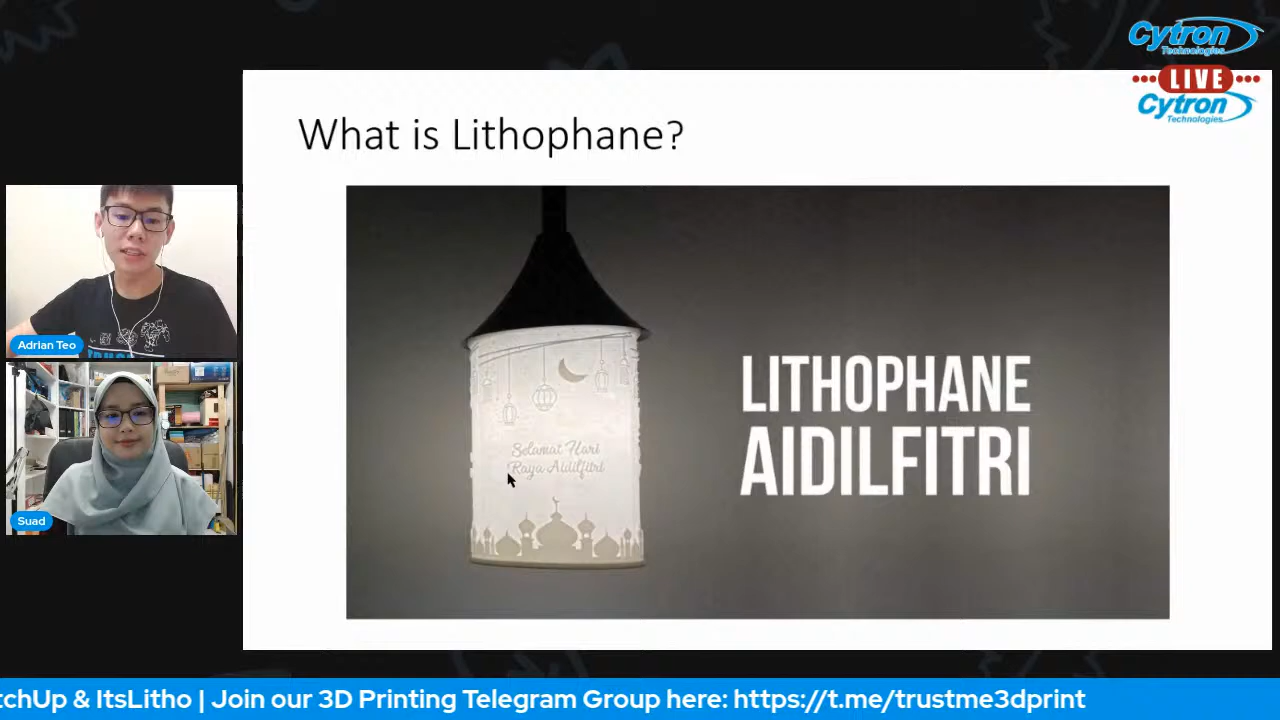 Cytron
Technologies
LIVE
Cytron
Technologies
What is Lithophane?
LITHOPHANE
AIDILFITRI
Selamat Hari
Raya Aidilfitri
Adrian Teo
Suad
tchUp & ItsLitho | Join our 3D Printing Telegram Group here: https://t.me/trustme3dprint